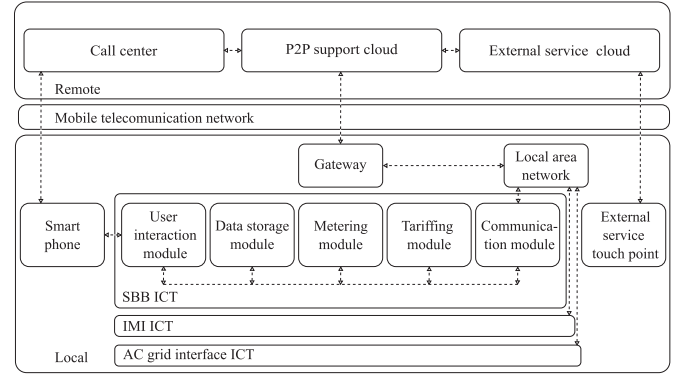 Call center
P2P support cloud
External service cloud
Remote
Mobile telecomunication network
Gateway
Local area
network
Smart
phone
User
interaction
module
Data storage
module
Metering
module
Tariffing
module
Communica-
tion module
External
service
touch point
SBB ICT
IMI ICT
Local
AC grid interface ICT